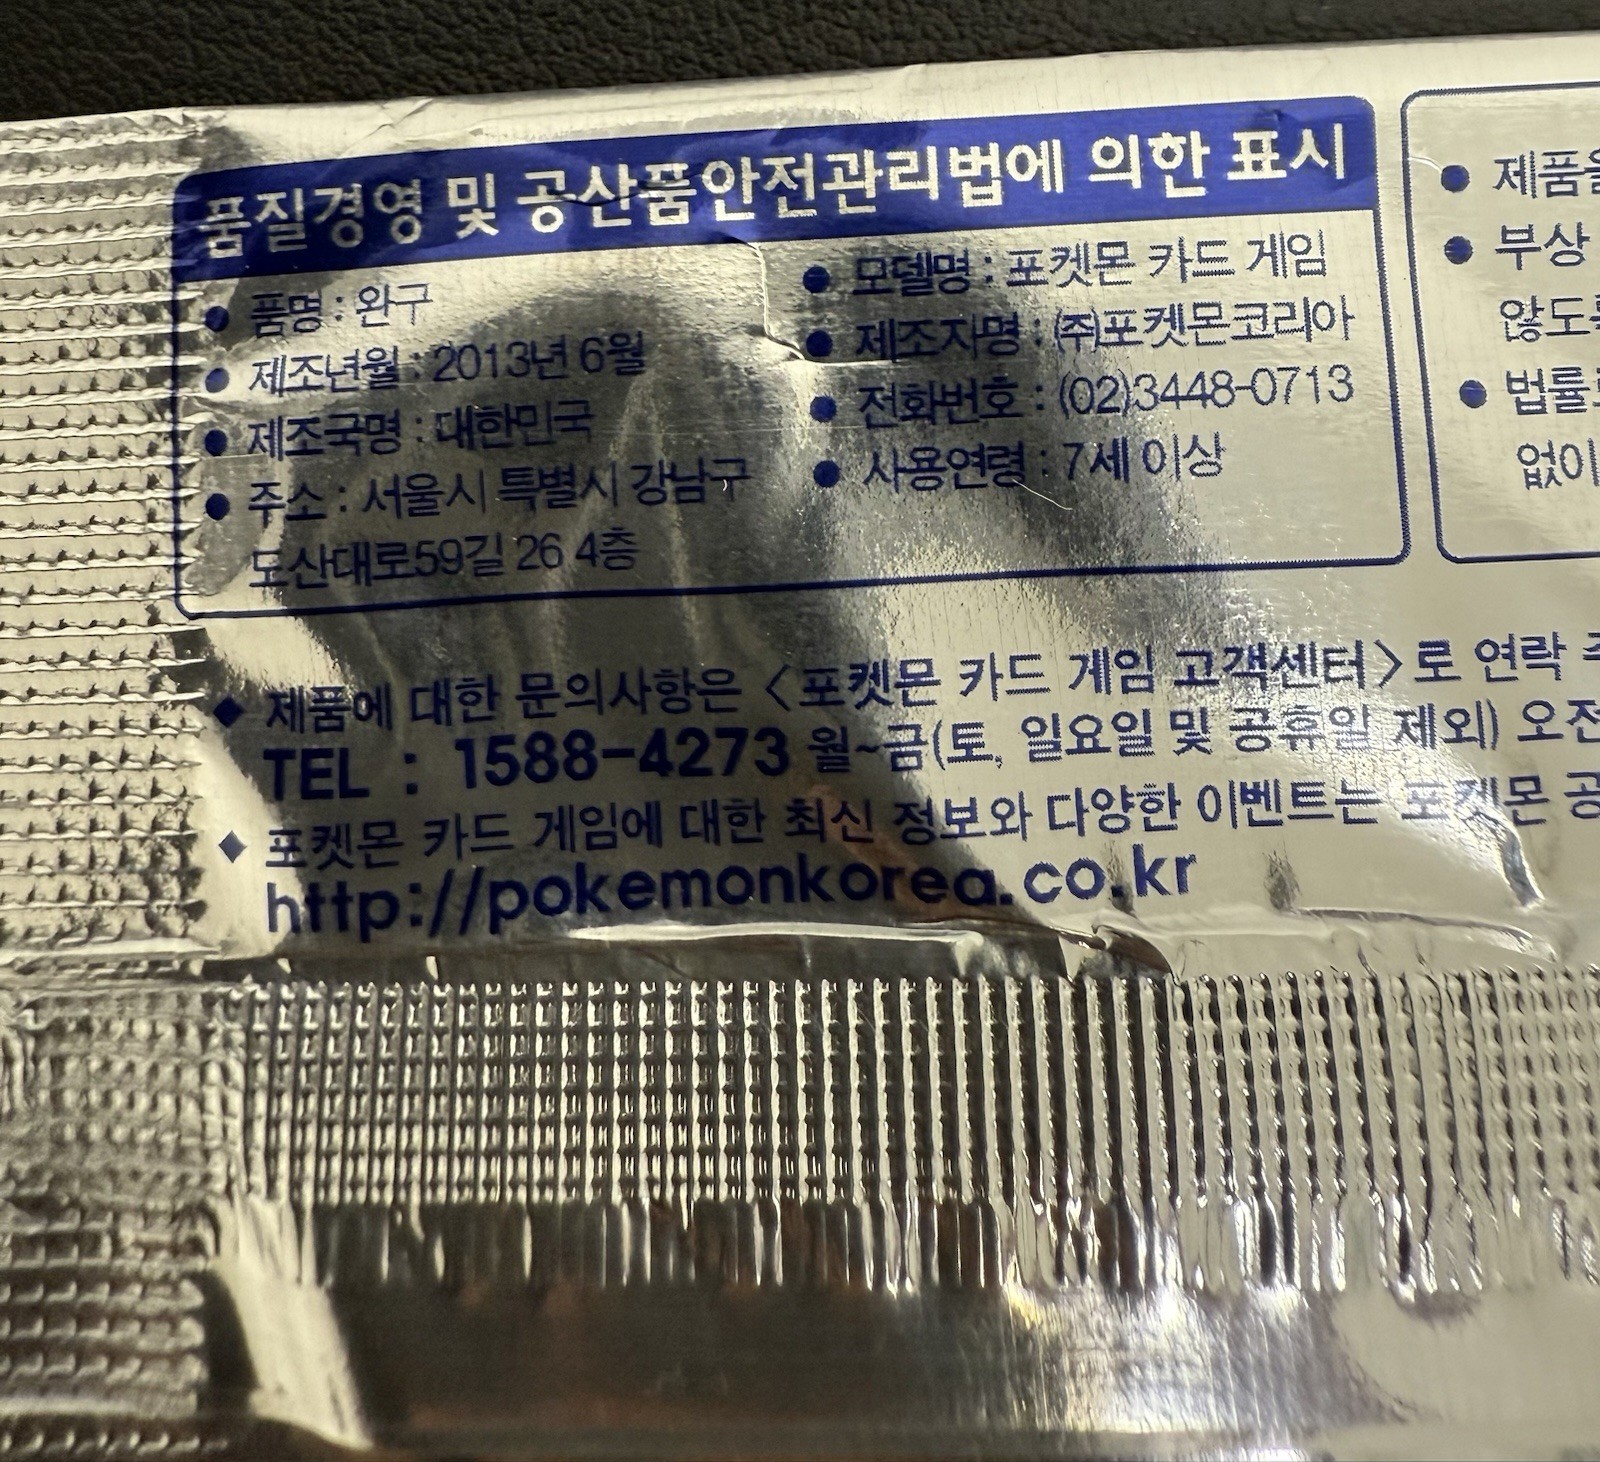 품질경영 및 공산품안전관리법에 의한 표시
● 품명 : 완구
● 제조년월 : 2013년 6월
● 제조국명 : 대한민국
● 주소 : 서울시 특별시 강남구
도산대로59길 26 4층
● 모델명 : 포켓몬 카드 게임
● 제조자명 : (주)포켓몬코리아
● 전화번호 : (02)3448-0713
● 사용연령 : 7세 이상
● 제품을
● 부상
않도록
● 법률로
없이
◆ 제품에 대한 문의사항은 〈포켓몬 카드 게임 고객센터〉로 연락 주
TEL : 1588-4273 월~금(토, 일요일 및 공휴일 제외) 오전
◆ 포켓몬 카드 게임에 대한 최신 정보와 다양한 이벤트는 포켓몬 공
http://pokemonkorea.co.kr